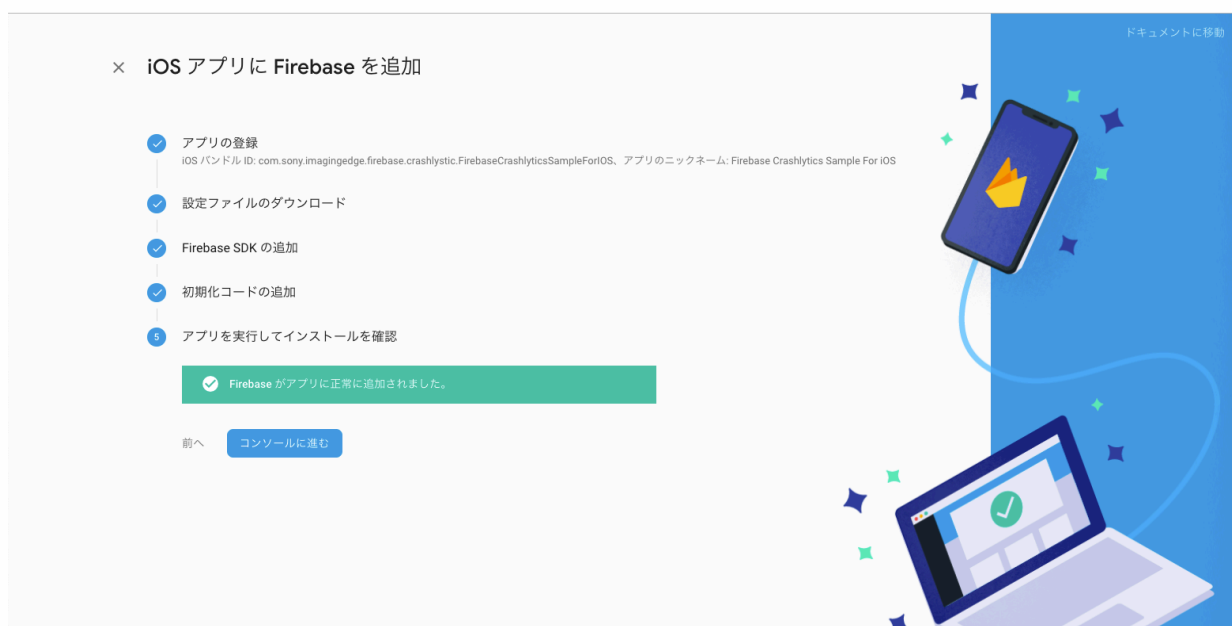 ドキュメントに移動
× iOS アプリに Firebase を追加
アプリの登録
iOS バンドル ID: com.sony.imagingedge.firebase.crashlystic.FirebaseCrashlyticsSampleForIOS、アプリのニックネーム: Firebase Crashlytics Sample For iOS
設定ファイルのダウンロード
Firebase SDK の追加
初期化コードの追加
5 アプリを実行してインストールを確認
Firebase がアプリに正常に追加されました。
前へ コンソールに進む